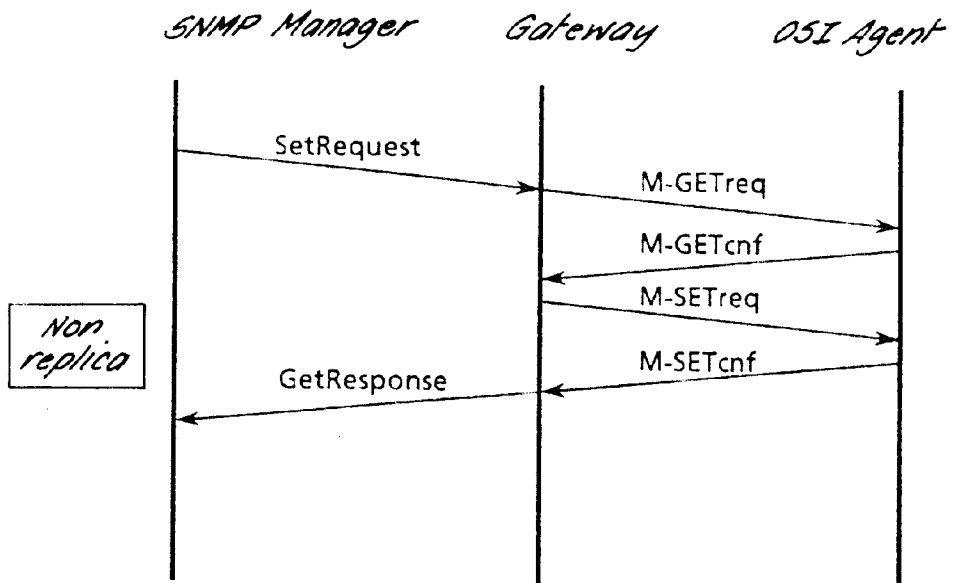 SNMP Manager Gateway OSI Agent
SetRequest
M-GETreq
M-GETcnf
M-SETreq
Non
replica
M-SETcnf
GetResponse